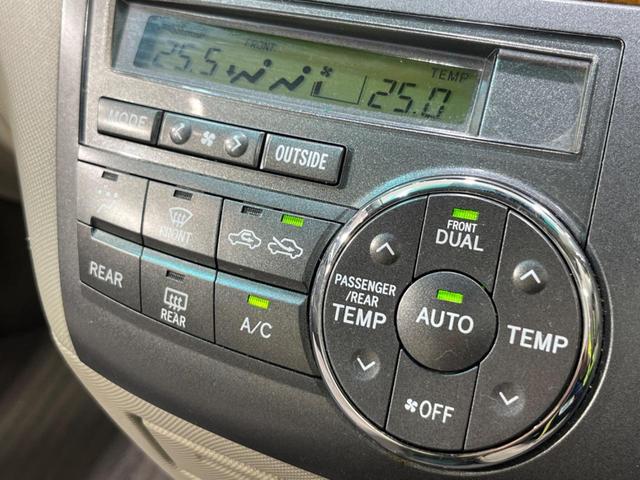 FRONT
TEMP
25.5
25.0
MODE
OUTSIDE
FRONT
REAR
REAR
A/C
FRONT
DUAL
PASSENGER
/REAR
TEMP
AUTO
TEMP
OFF